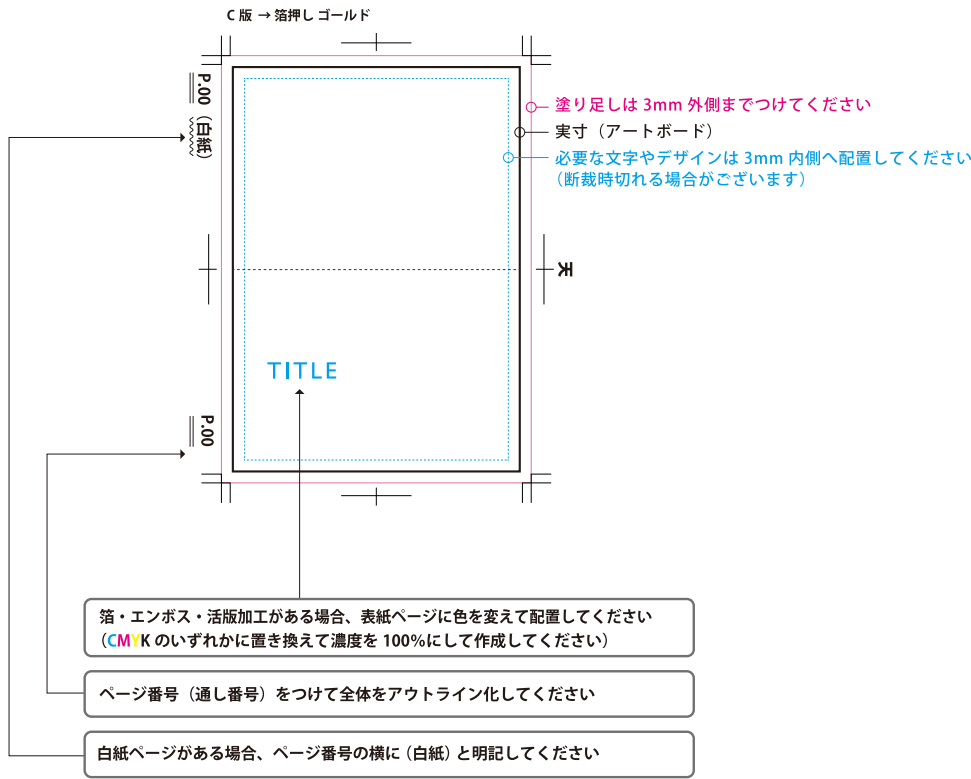 C 版 → 箔押し ゴールド
P.00（白紙）
塗り足しは 3mm 外側までつけてください
実寸（アートボード）
必要な文字やデザインは 3mm 内側へ配置してください
（断裁時切れる場合がございます）
天
TITLE
P.00
箔・エンボス・活版加工がある場合、表紙ページに色を変えて配置してください
（CMYK のいずれかに置き換えて濃度を 100％にして作成してください）
ページ番号（通し番号）をつけて全体をアウトライン化してください
白紙ページがある場合、ページ番号の横に（白紙）と明記してください